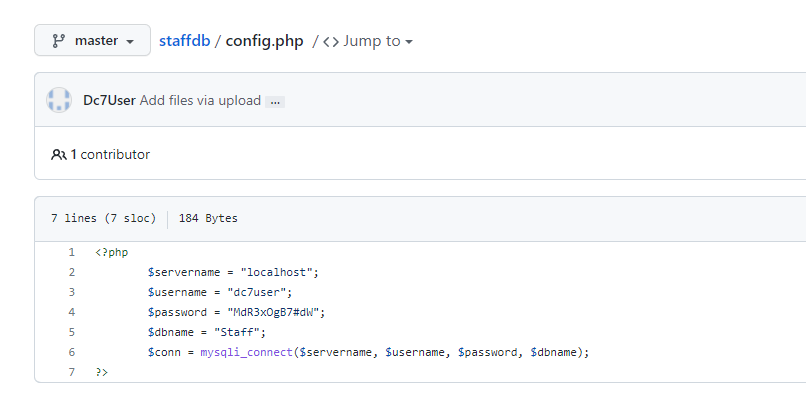 master staffdb / config.php / <> Jump to
Dc7User Add files via upload ...
1 contributor
7 lines (7 sloc) 184 Bytes
1 <?php
2 $servername = "localhost";
3 $username = "dc7user";
4 $password = "MdR3xOgB7#dW";
5 $dbname = "Staff";
6 $conn = mysqli_connect($servername, $username, $password, $dbname);
7 ?>